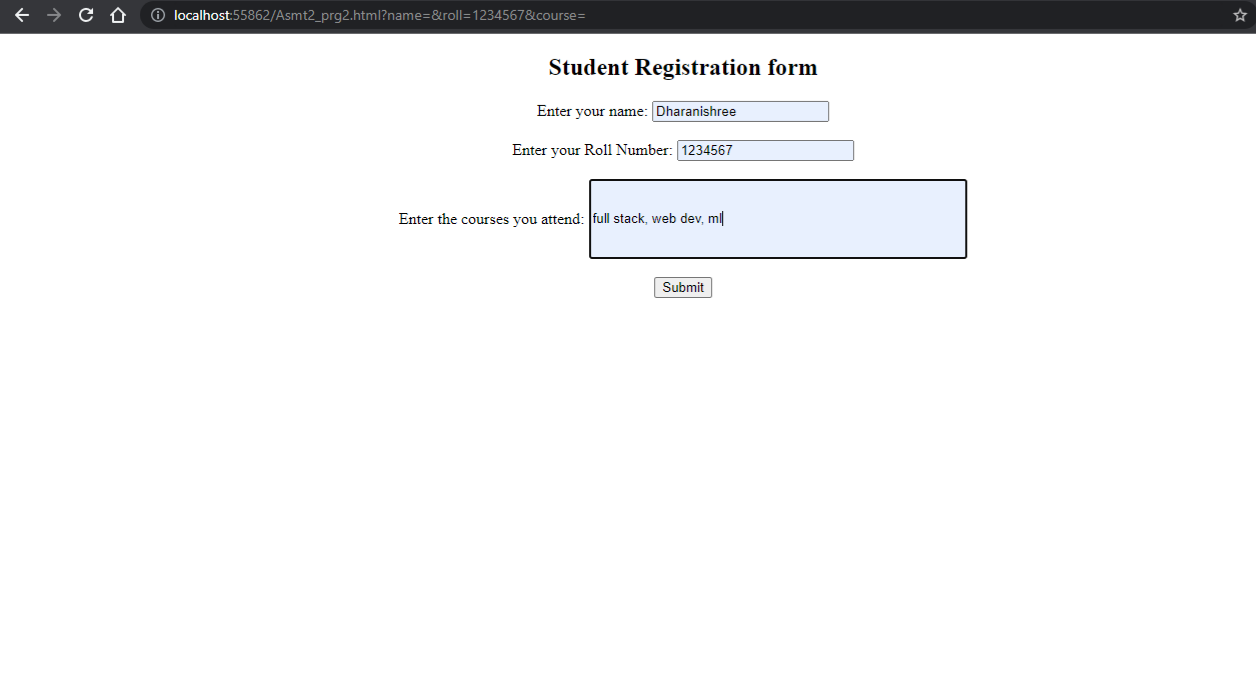 localhost:55862/Asmt2_prg2.html?name=&roll=1234567&course=
Student Registration form
Enter your name: Dharanishree
Enter your Roll Number: 1234567
Enter the courses you attend: full stack, web dev, ml
Submit